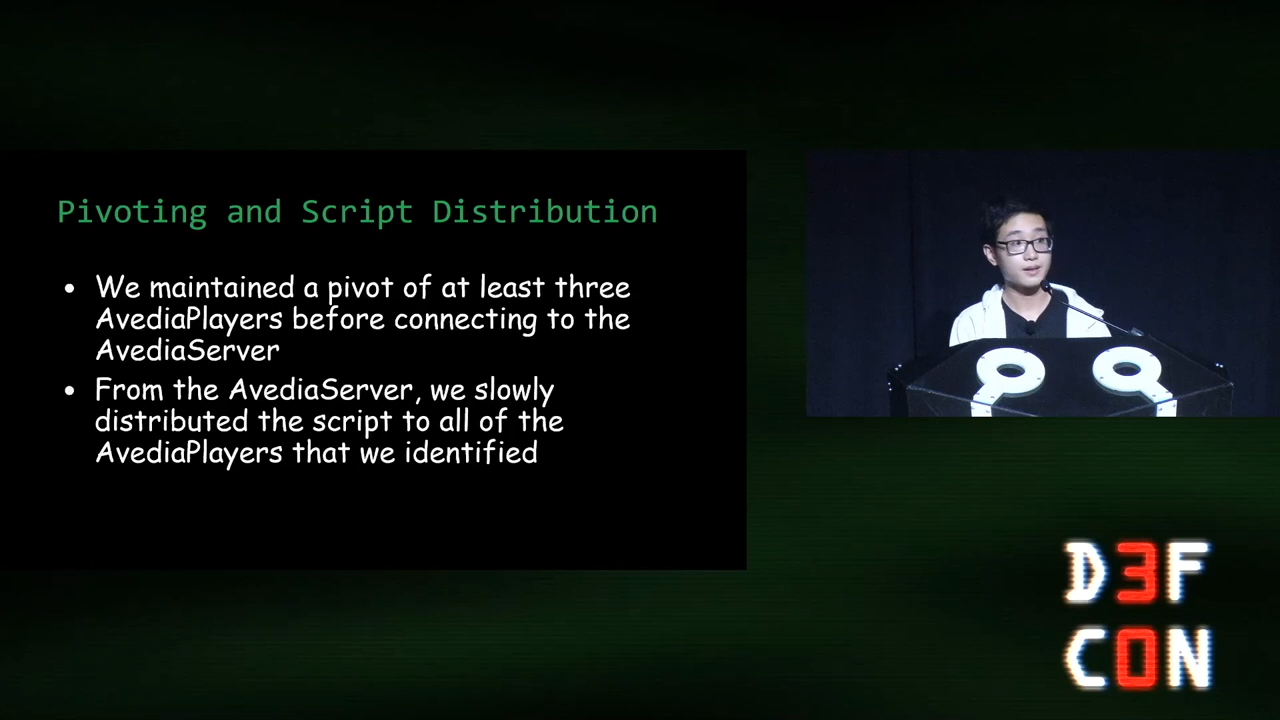 Pivoting and Script Distribution
• We maintained a pivot of at least three
AvediaPlayers before connecting to the
AvediaServer
• From the AvediaServer, we slowly
distributed the script to all of the
AvediaPlayers that we identified
D3F
C0N